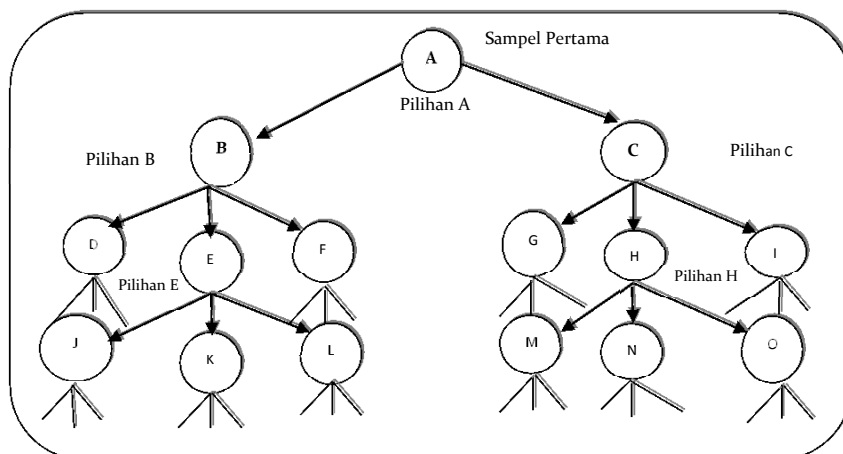 Sampel Pertama
A
Pilihan A
B
C
Pilihan B
Pilihan C
D
E
F
G
H
I
Pilihan E
Pilihan H
J
K
L
M
N
O